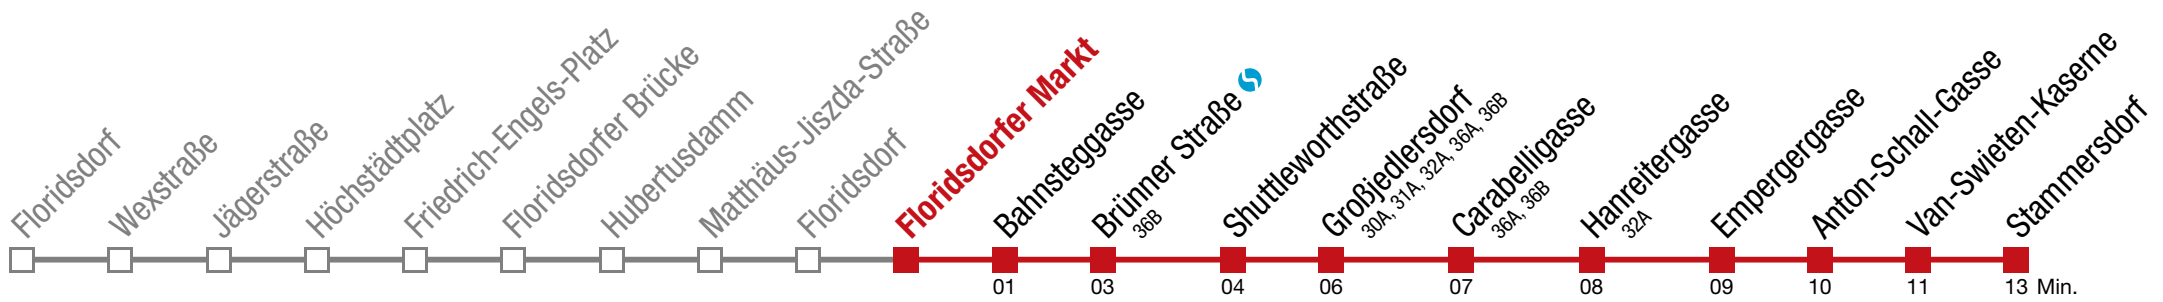 Floridsdorf
Wexstraße
Jägerstraße
Höchstädtplatz
Friedrich-Engels-Platz
Floridsdorfer Brücke
Hubertusdamm
Matthäus-Jiszda-Straße
Floridsdorf
Floridsdorfer Markt
Bahnsteggasse
Brünner Straße
36B
Shuttleworthstraße
Großjedlersdorf
30A, 31A, 32A, 36A, 36B
Carabelligasse
36A, 36B
Hanreitergasse
32A
Empergergasse
Anton-Schall-Gasse
Van-Swieten-Kaserne
Stammersdorf
01 03 04 06 07 08 09 10 11 13 Min.